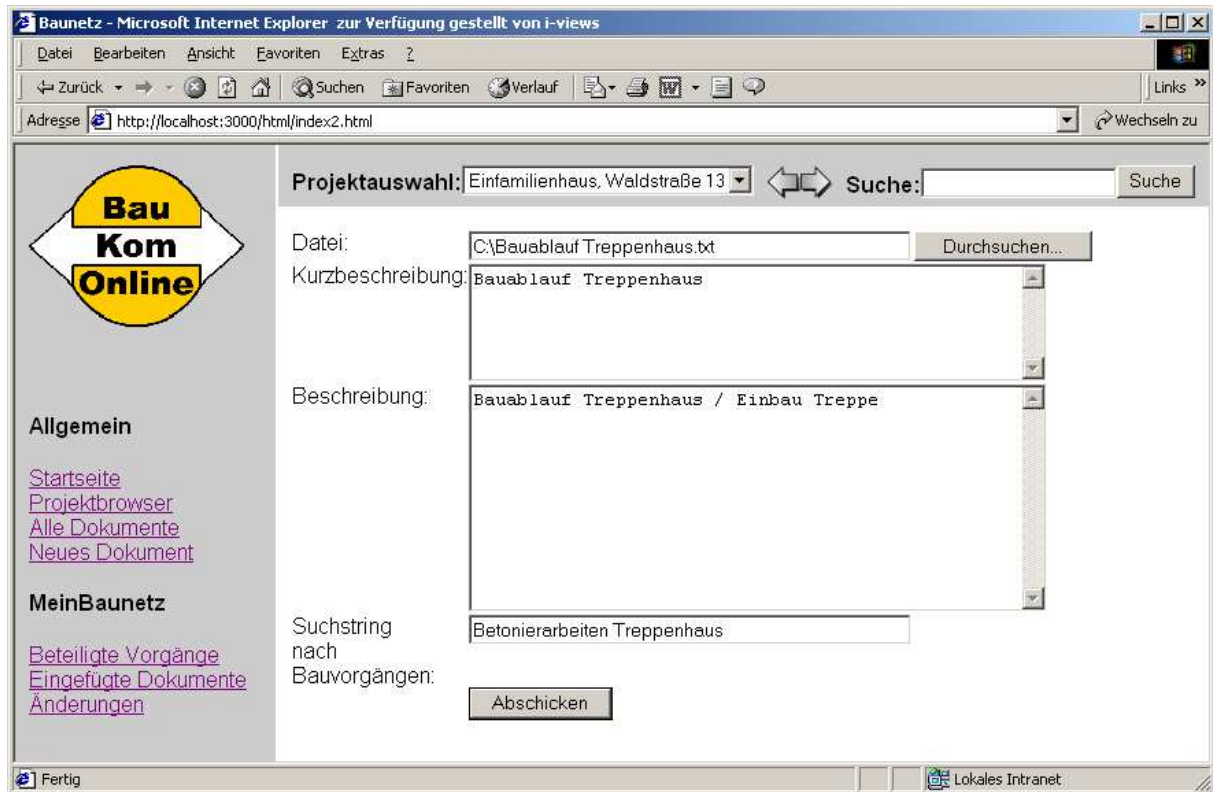 Baunetz - Microsoft Internet Explorer zur Verfügung gestellt von i-views
Datei Bearbeiten Ansicht Favoriten Extras ?
Zurück Suchen Favoriten Verlauf Links »
Adresse http://localhost:3000/html/index2.html Wechseln zu
Bau
Kom
Online
Allgemein
Startseite
Projektbrowser
Alle Dokumente
Neues Dokument
MeinBaunetz
Beteiligte Vorgänge
Eingefügte Dokumente
Änderungen
Projektauswahl: Einfamilienhaus, Waldstraße 13 Suche: Suche
Datei: C:\Bauablauf Treppenhaus.txt Durchsuchen...
Kurzbeschreibung: Bauablauf Treppenhaus
Beschreibung: Bauablauf Treppenhaus / Einbau Treppe
Suchstring Betonierarbeiten Treppenhaus
nach
Bauvorgängen:
Abschicken
Fertig Lokales Intranet